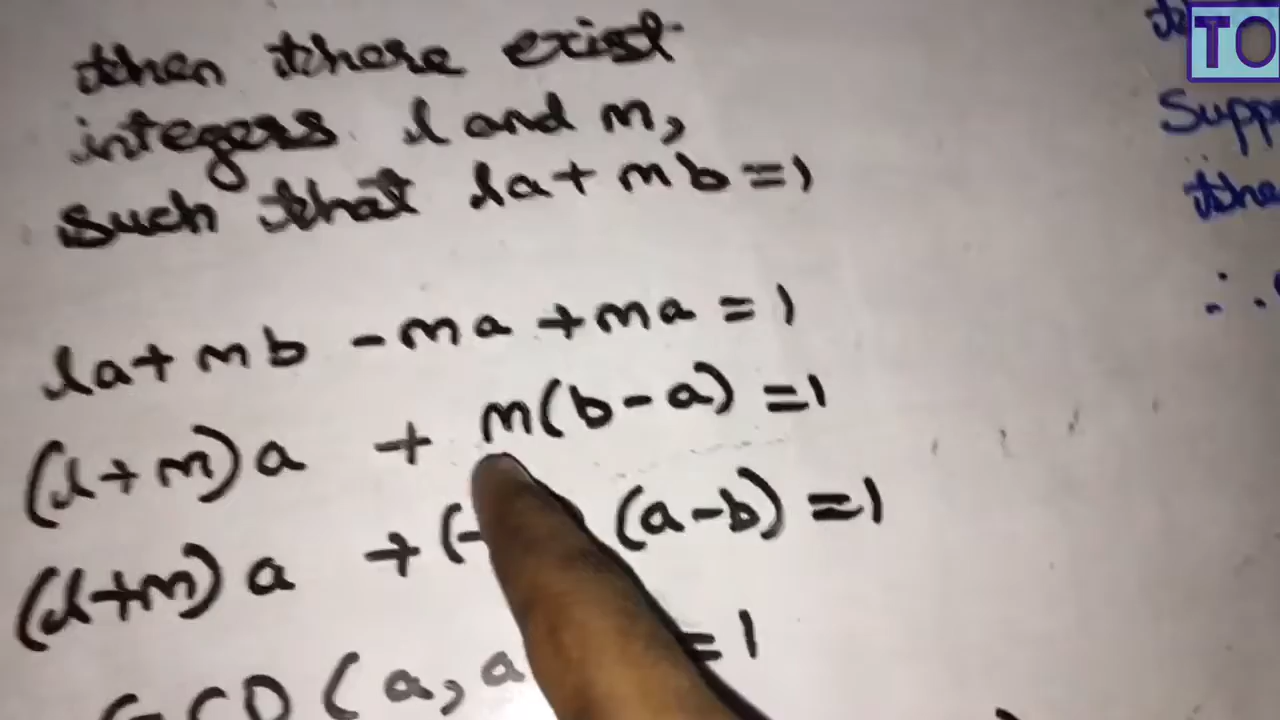 then there exist
integers l and m,
such that la + mb = 1
la + mb - ma + ma = 1
(l+m)a + m(b-a) = 1
(l+m)a + (- (a-b) = 1
GCD (a, a = 1
TO
Supp
the
∴